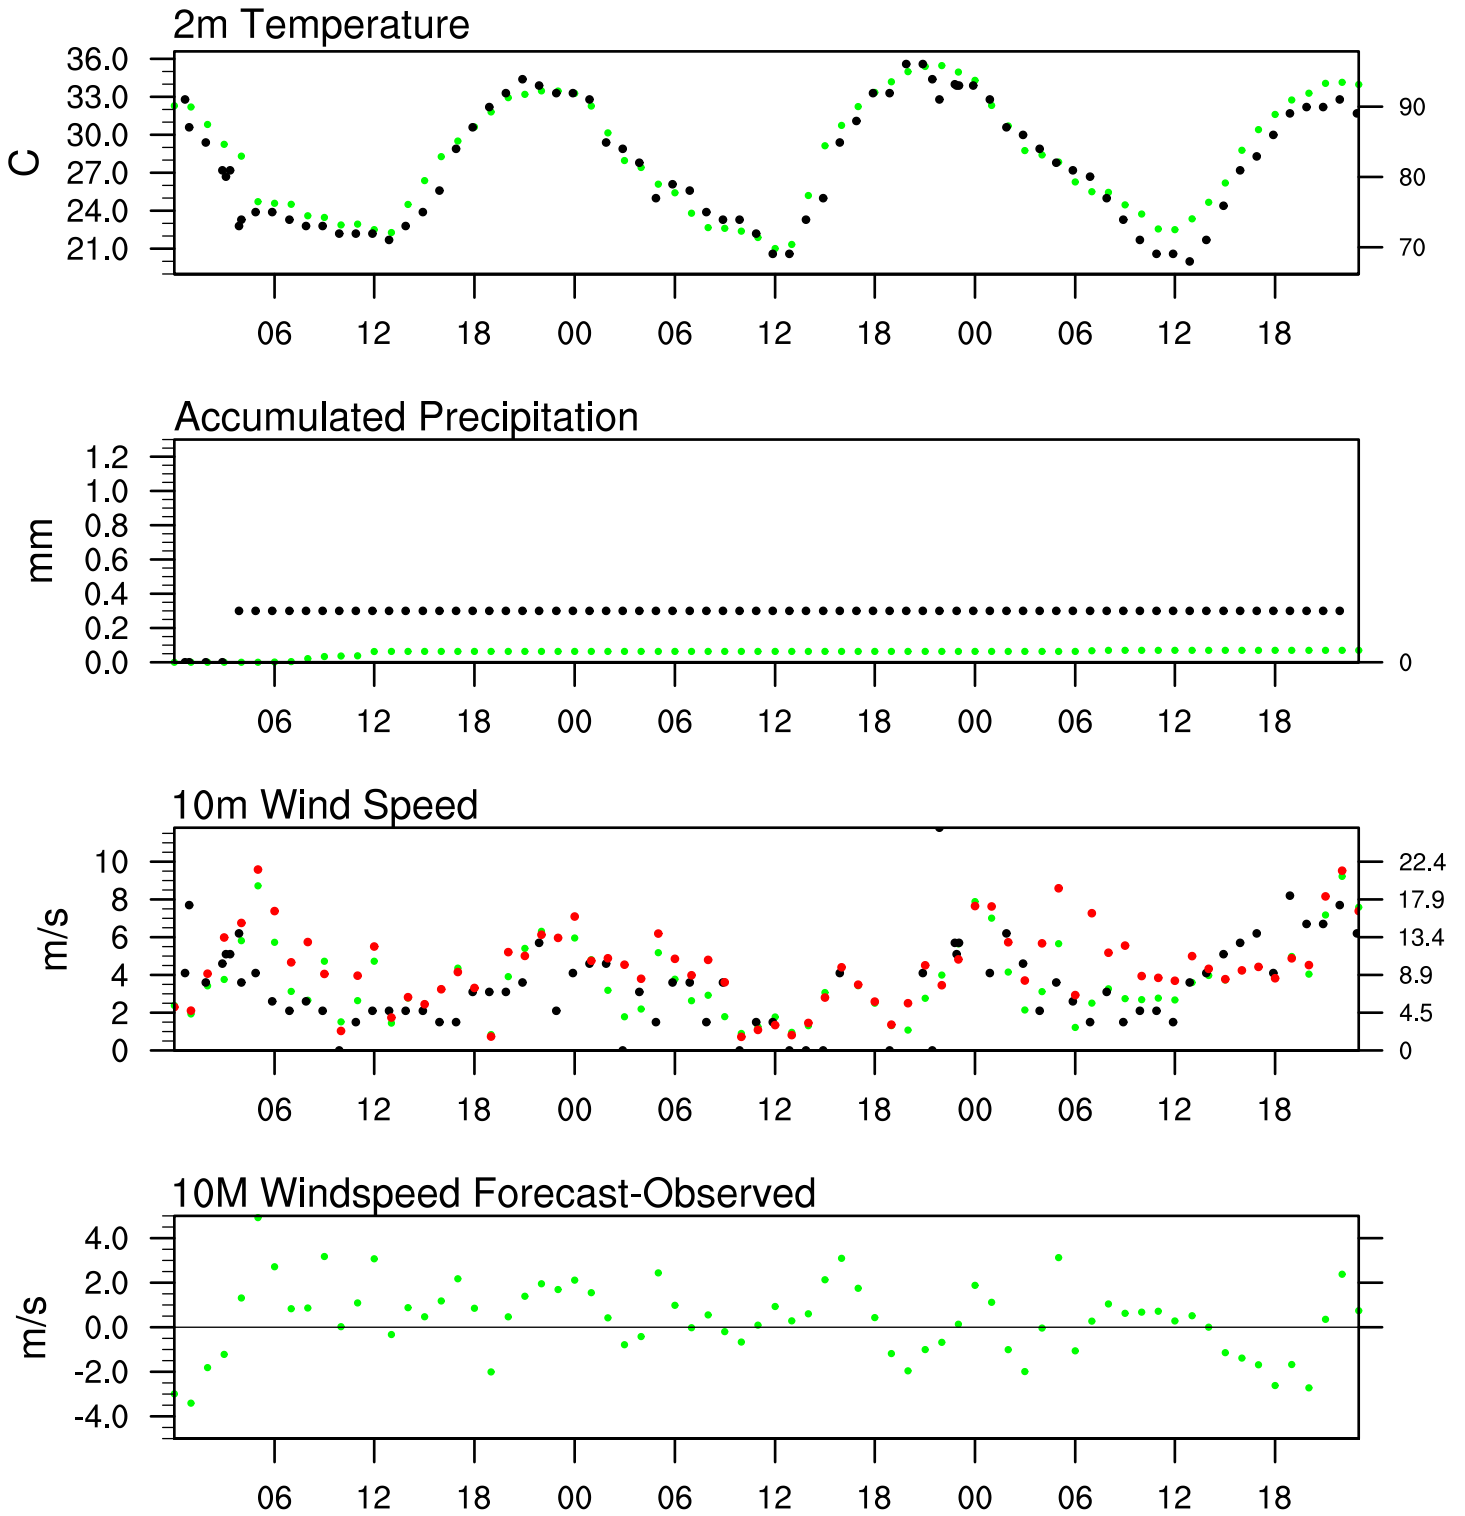 2m Temperature
36.0
33.0
30.0
27.0
24.0
21.0
C
90
80
70
06 12 18 00 06 12 18 00 06 12 18
Accumulated Precipitation
1.2
1.0
0.8
0.6
0.4
0.2
0.0
mm
0
06 12 18 00 06 12 18 00 06 12 18
10m Wind Speed
10
8
6
4
2
0
m/s
22.4
17.9
13.4
8.9
4.5
0
06 12 18 00 06 12 18 00 06 12 18
10M Windspeed Forecast-Observed
4.0
2.0
0.0
-2.0
-4.0
m/s
06 12 18 00 06 12 18 00 06 12 18